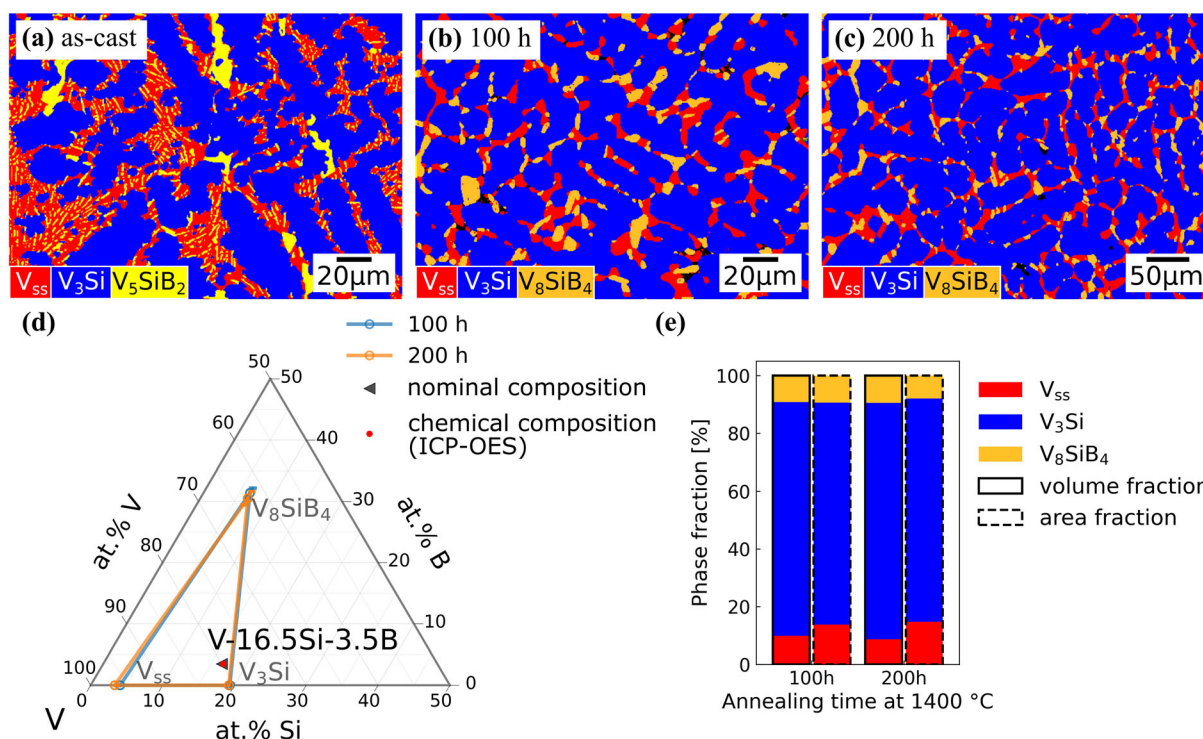 (a) as-cast
(b) 100 h
(c) 200 h
20μm
20μm
50μm
Vss V3Si V5SiB2
Vss V3Si V8SiB4
Vss V3Si V8SiB4
(d)
100 h
200 h
nominal composition
chemical composition
(ICP-OES)
50
50
60
40
70
30
80
20
90
10
100
0
0
10
20
30
40
50
at.% V
at.% B
at.% Si
V
V8SiB4
V-16.5Si-3.5B
Vss
V3Si
(e)
Phase fraction [%]
100
80
60
40
20
0
100h
200h
Annealing time at 1400 °C
Vss
V3Si
V8SiB4
volume fraction
area fraction